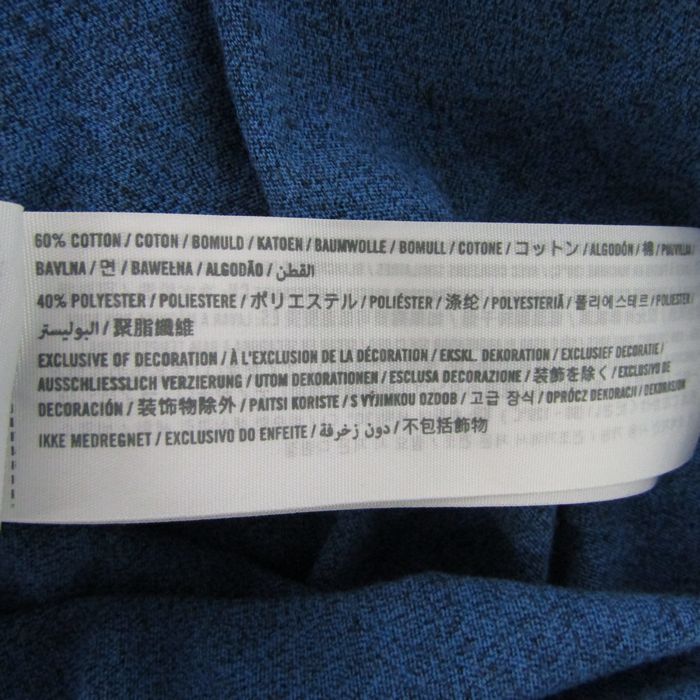 60% COTTON / COTON / BOMULD / KATOEN / BAUMWOLLE / BOMULL / COTONE / コットン / ALGODÓN / 棉 / PUUVILLA /
BAVLNA / 면 / BAWEŁNA / ALGODÃO / القطن
40% POLYESTER / POLIESTERE / ポリエステル / POLIÉSTER / 涤纶 / POLYESTERIÄ / 폴리에스테르 / POLIESTER /
البوليستر / 聚脂纖維
EXCLUSIVE OF DECORATION / À L'EXCLUSION DE LA DÉCORATION / EKSKL. DEKORATION / EXCLUSIEF DECORATIE /
AUSSCHLIESSLICH VERZIERUNG / UTOM DEKORATIONEN / ESCLUSA DECORAZIONE / 装飾を除く / EXCLUSIVO DE
DECORACIÓN / 装饰物除外 / PAITSI KORISTE / S VÝJIMKOU OZDOB / 고급 장식 / OPRÓCZ DEKORACJI / DEKORASJON
IKKE MEDREGNET / EXCLUSIVO DO ENFEITE / دون زخرفة / 不包括飾物